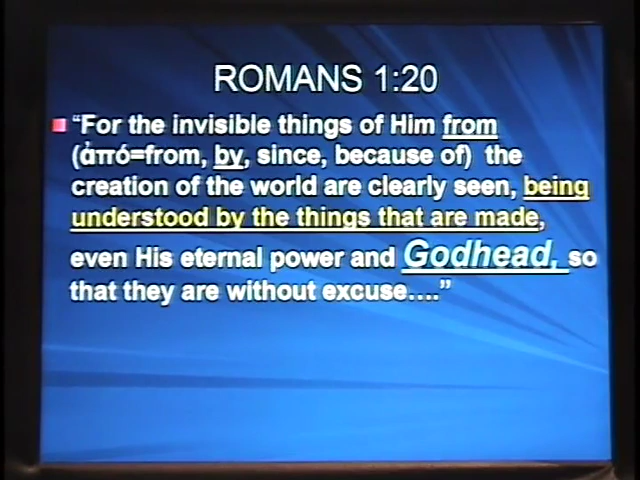 ROMANS 1:20
“For the invisible things of Him from
(ἀπό=from, by, since, because of) the
creation of the world are clearly seen, being
understood by the things that are made,
even His eternal power and Godhead, so
that they are without excuse….”